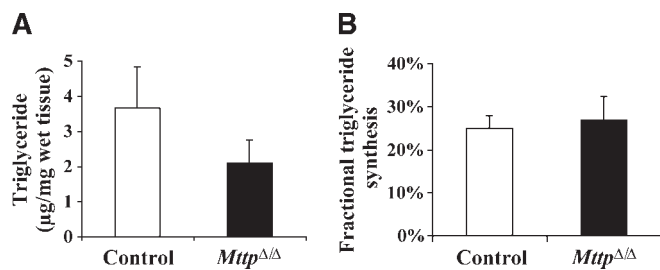 A
Triglyceride
(µg/mg wet tissue)
5
4
3
2
1
0
Control
Mttp^Δ/Δ
B
Fractional triglyceride
synthesis
40%
30%
20%
10%
0%
Control
Mttp^Δ/Δ